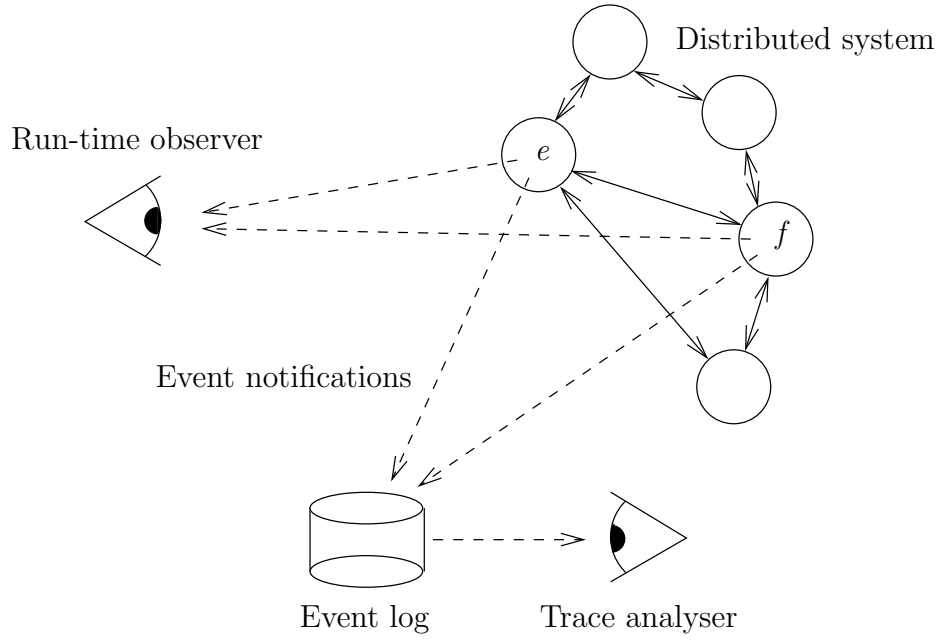 Distributed system
Run-time observer
e
f
Event notifications
Event log
Trace analyser